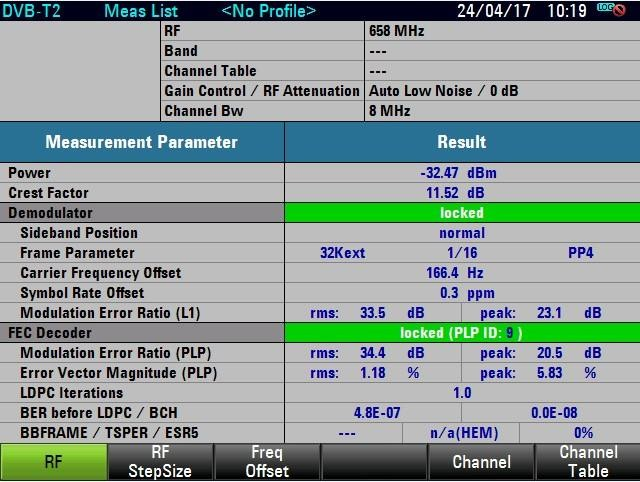 DVB-T2 Meas List <No Profile> 24/04/17 10:19 LOG
RF 658 MHz
Band ---
Channel Table ---
Gain Control / RF Attenuation Auto Low Noise / 0 dB
Channel Bw 8 MHz
Measurement Parameter Result
Power -32.47 dBm
Crest Factor 11.52 dB
Demodulator locked
Sideband Position normal
Frame Parameter 32Kext 1/16 PP4
Carrier Frequency Offset 166.4 Hz
Symbol Rate Offset 0.3 ppm
Modulation Error Ratio (L1) rms: 33.5 dB peak: 23.1 dB
FEC Decoder locked (PLP ID: 9 )
Modulation Error Ratio (PLP) rms: 34.4 dB peak: 20.5 dB
Error Vector Magnitude (PLP) rms: 1.18 % peak: 5.83 %
LDPC Iterations 1.0
BER before LDPC / BCH 4.8E-07 0.0E-08
BBFRAME / TSPER / ESR5 --- n/a(HEM) 0%
RF RF StepSize Freq Offset Channel Channel Table